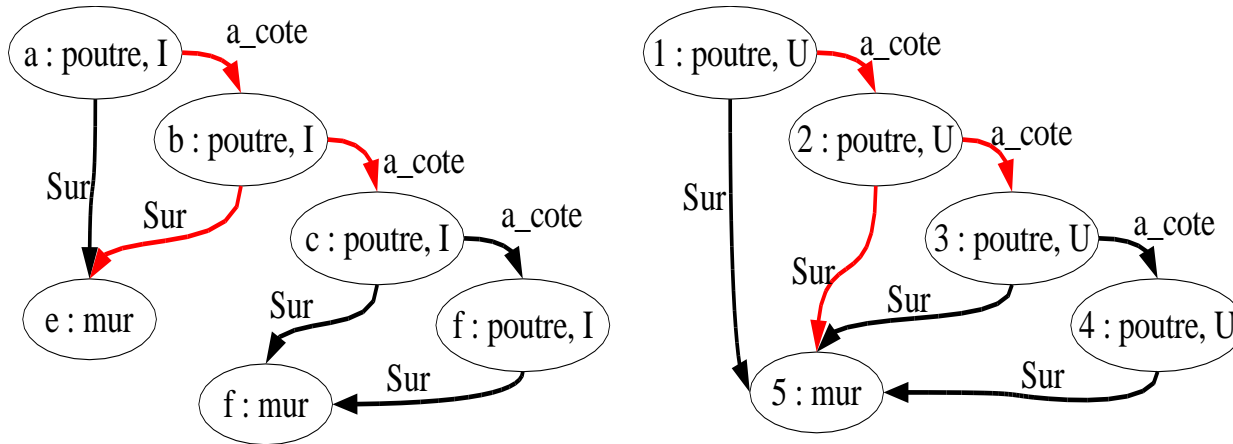 a : poutre, I
a_cote
b : poutre, I
a_cote
Sur
Sur
c : poutre, I
a_cote
e : mur
Sur
f : poutre, I
Sur
f : mur
1 : poutre, U
a_cote
2 : poutre, U
a_cote
Sur
3 : poutre, U
a_cote
Sur
Sur
4 : poutre, U
Sur
5 : mur